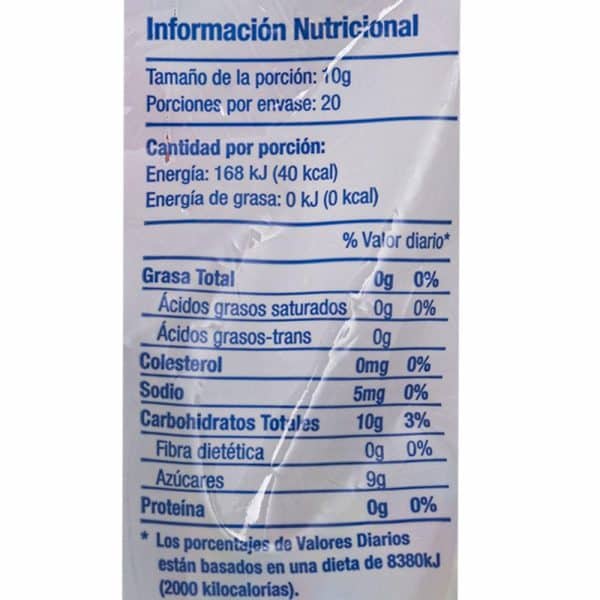 Información Nutricional
Tamaño de la porción: 10g
Porciones por envase: 20
Cantidad por porción:
Energía: 168 kJ (40 kcal)
Energía de grasa: 0 kJ (0 kcal)
% Valor diario*
Grasa Total 0g 0%
Ácidos grasos saturados 0g 0%
Ácidos grasos-trans 0g
Colesterol 0mg 0%
Sodio 5mg 0%
Carbohidratos Totales 10g 3%
Fibra dietética 0g 0%
Azúcares 9g
Proteína 0g 0%
* Los porcentajes de Valores Diarios
están basados en una dieta de 8380kJ
(2000 kilocalorías).